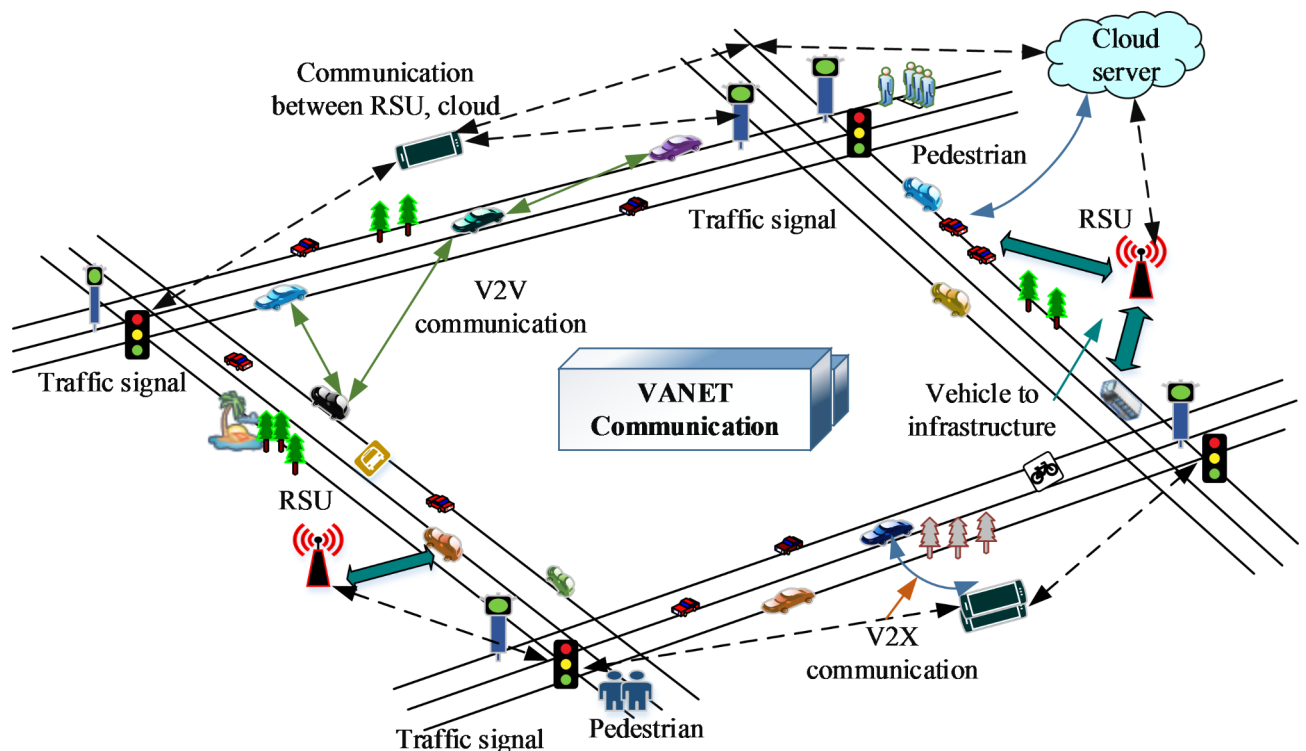 Cloud
server
Communication
between RSU, cloud
Pedestrian
Traffic signal
RSU
V2V
communication
Traffic signal
VANET
Communication
Vehicle to
infrastructure
RSU
V2X
communication
Pedestrian
Traffic signal